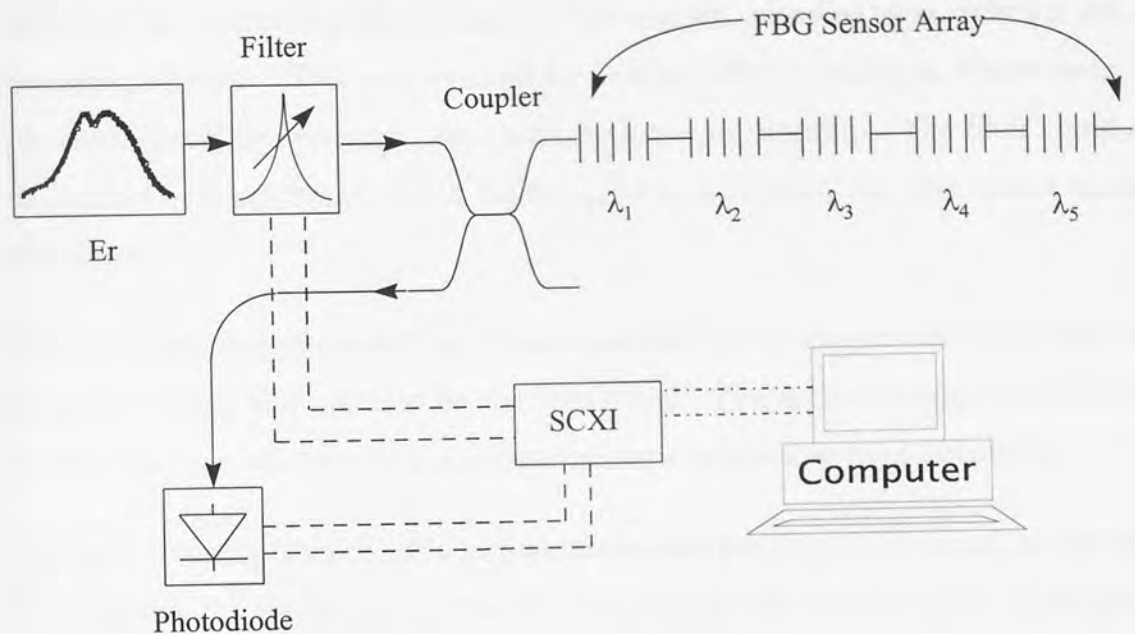 FBG Sensor Array
Filter
Coupler
λ1 λ2 λ3 λ4 λ5
Er
SCXI
Computer
Photodiode